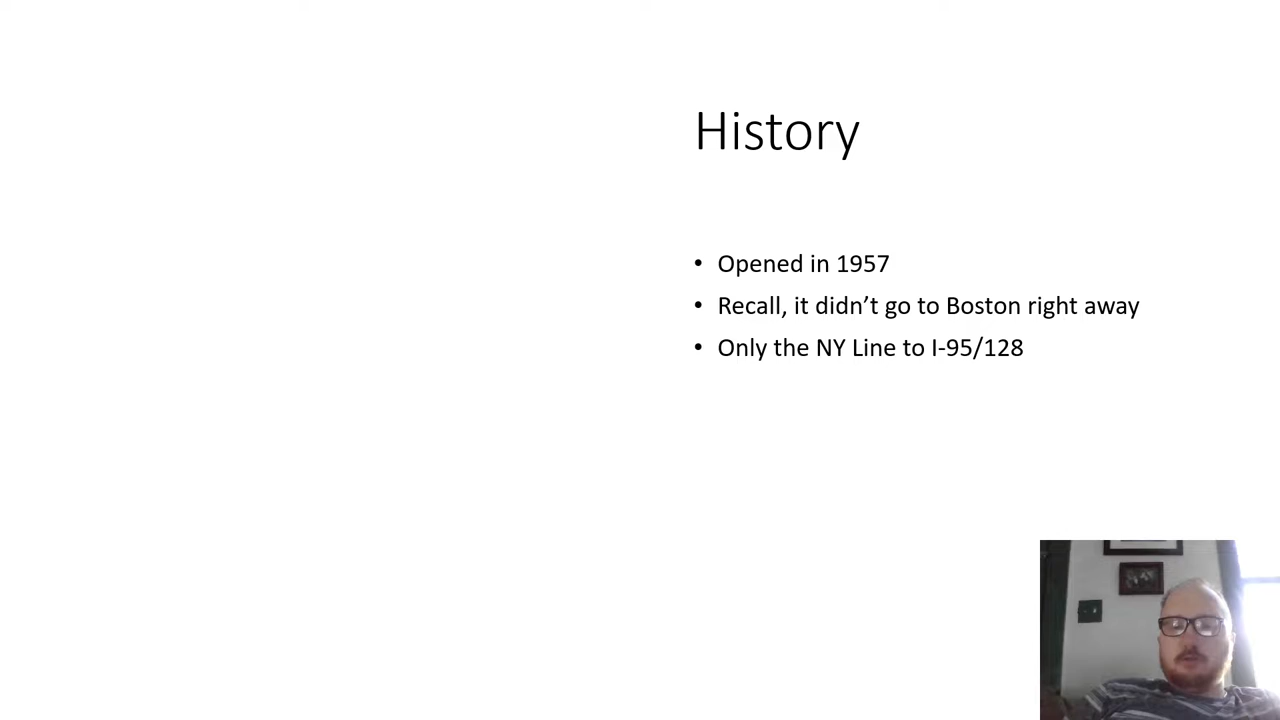 History
• Opened in 1957
• Recall, it didn’t go to Boston right away
• Only the NY Line to I-95/128